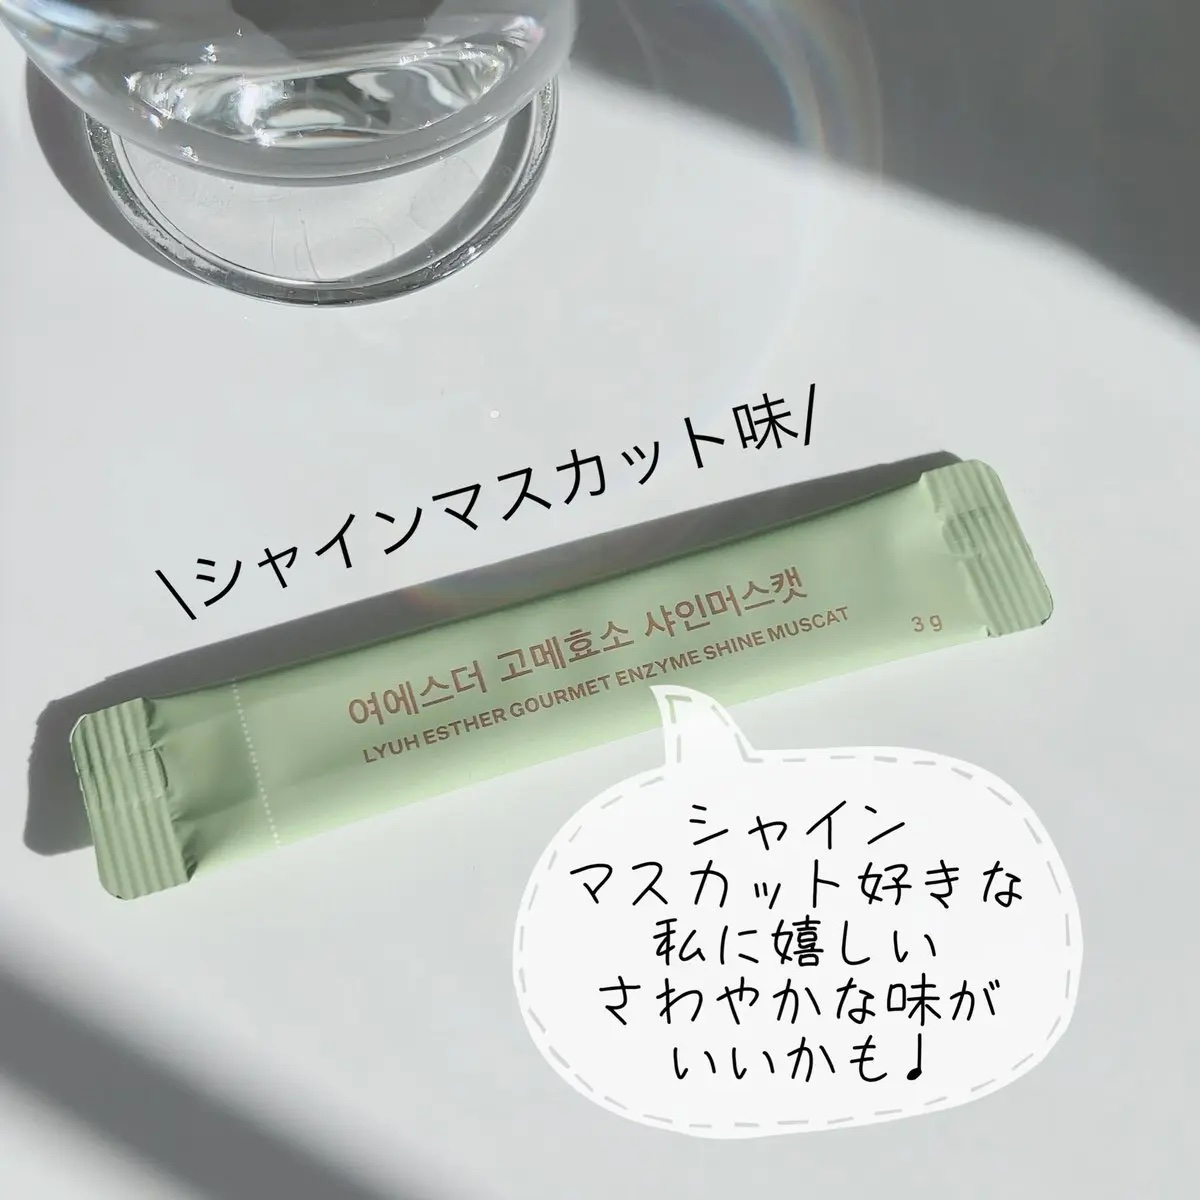 \シャインマスカット味/
여에스더 고메효소 샤인머스캣
LYUH ESTHER GOURMET ENZYME SHINE MUSCAT
3 g
シャイン
マスカット好きな
私に嬉しい
さわやかな味が
いいかも♩